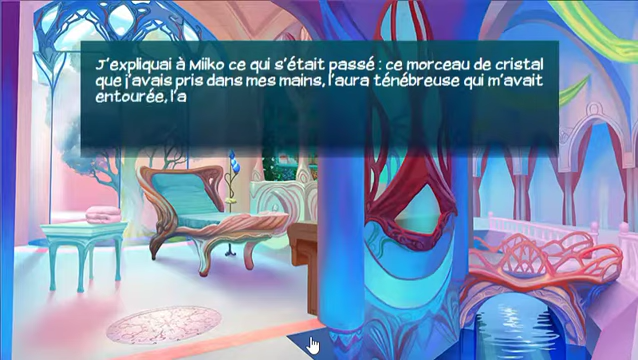 J'expliquai à Miiko ce qui s'était passé : ce morceau de cristal
que j'avais pris dans mes mains, l'aura ténébreuse qui m'avait
entourée, l'a